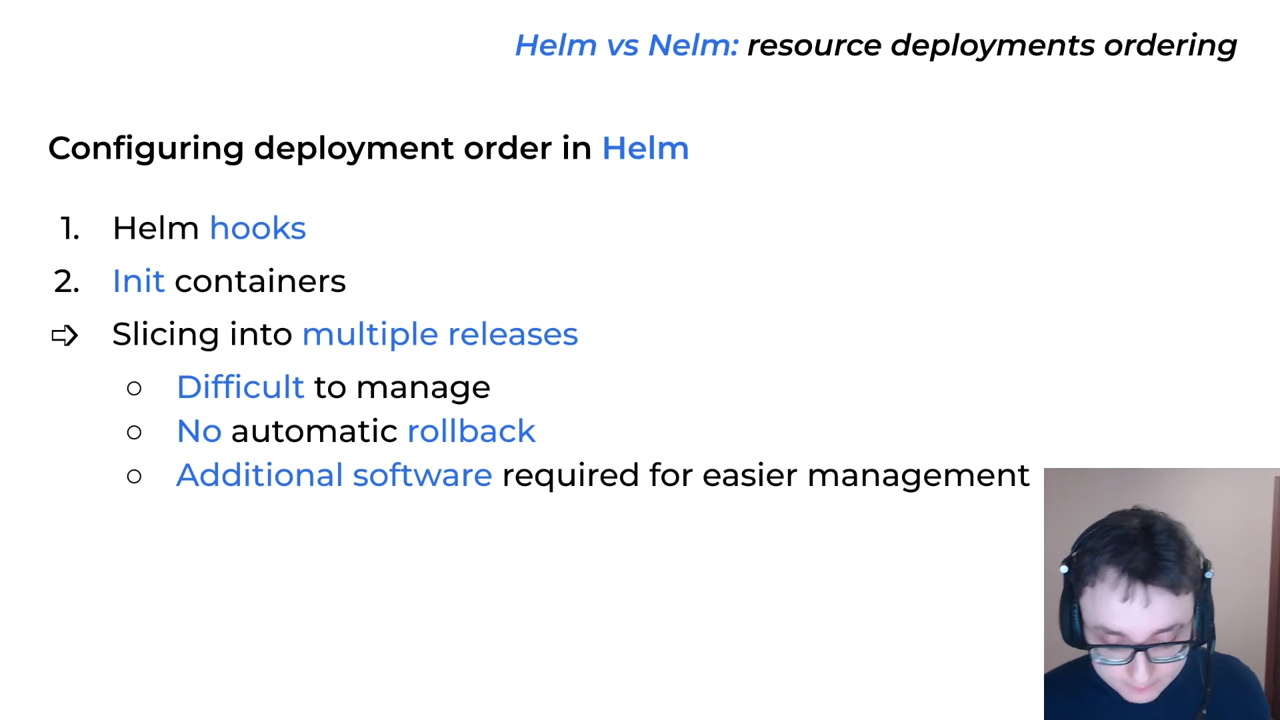 Helm vs Nelm: resource deployments ordering
Configuring deployment order in Helm
1. Helm hooks
2. Init containers
➩ Slicing into multiple releases
○ Difficult to manage
○ No automatic rollback
○ Additional software required for easier management